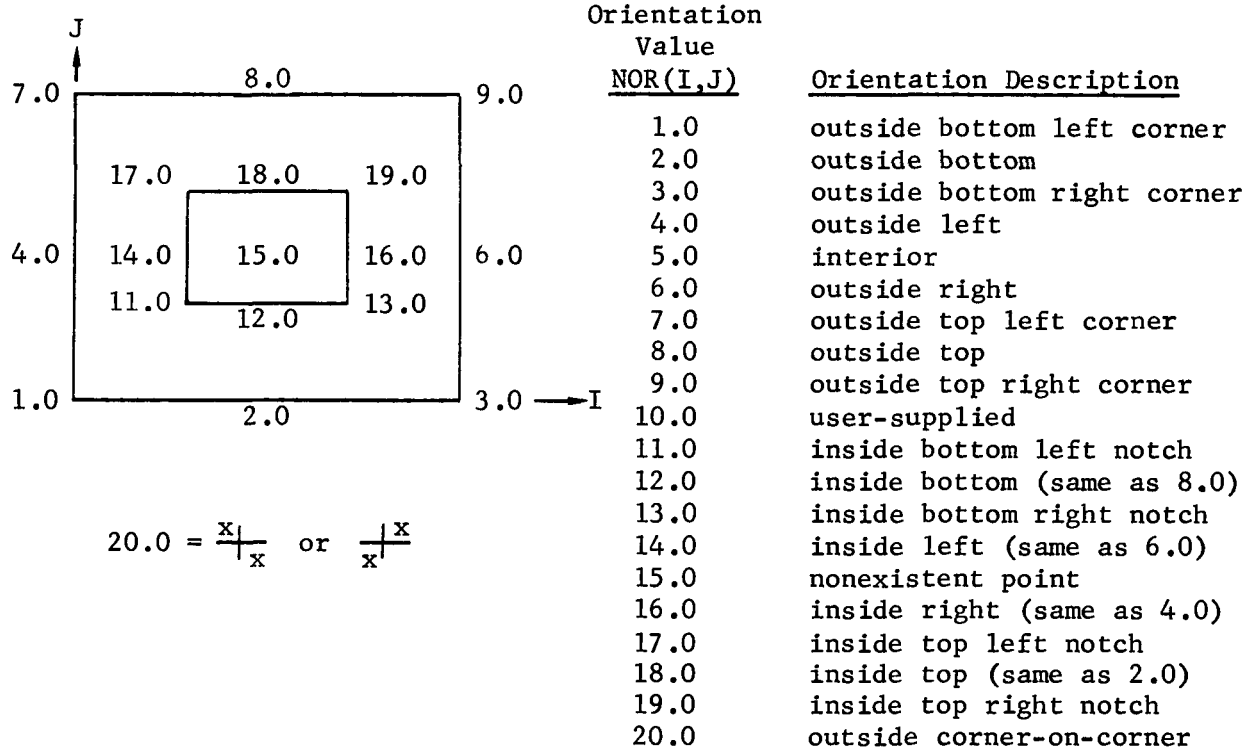 J
8.0
7.0
9.0
17.0 18.0 19.0
4.0 14.0 15.0 16.0 6.0
11.0 13.0
12.0
1.0 3.0 I
2.0
20.0 = x x or x x
Orientation
Value
NOR(I,J) Orientation Description
1.0 outside bottom left corner
2.0 outside bottom
3.0 outside bottom right corner
4.0 outside left
5.0 interior
6.0 outside right
7.0 outside top left corner
8.0 outside top
9.0 outside top right corner
10.0 user-supplied
11.0 inside bottom left notch
12.0 inside bottom (same as 8.0)
13.0 inside bottom right notch
14.0 inside left (same as 6.0)
15.0 nonexistent point
16.0 inside right (same as 4.0)
17.0 inside top left notch
18.0 inside top (same as 2.0)
19.0 inside top right notch
20.0 outside corner-on-corner